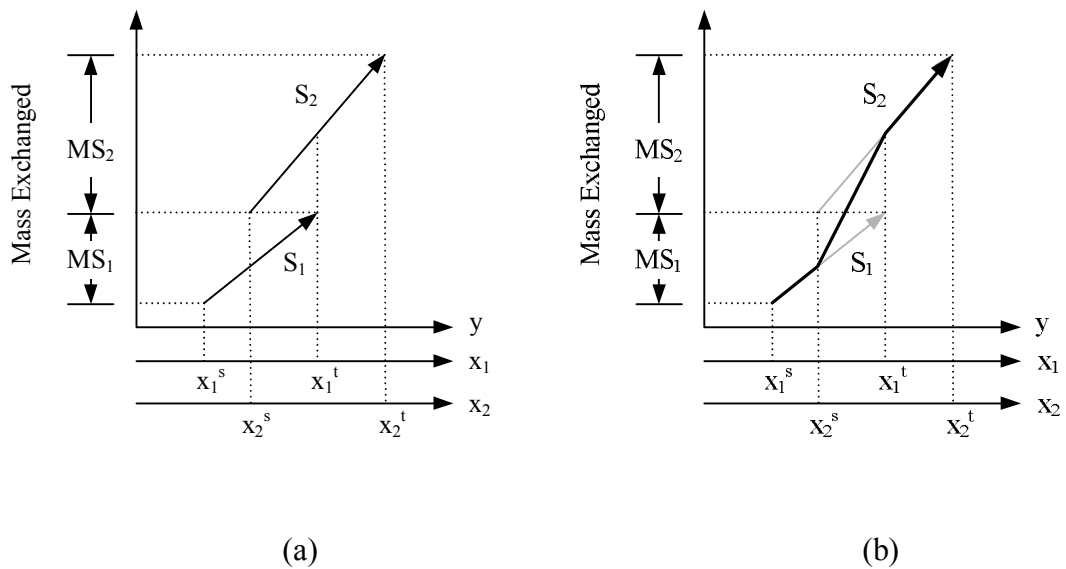 Mass Exchanged
MS₂
MS₁
S₂
S₁
y
x₁
x₁ˢ
x₁ᵗ
x₂
x₂ˢ
x₂ᵗ
(a)
Mass Exchanged
MS₂
MS₁
S₂
S₁
y
x₁
x₁ˢ
x₁ᵗ
x₂
x₂ˢ
x₂ᵗ
(b)